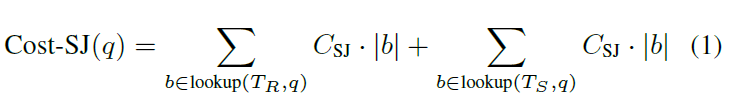 Cost-SJ(q) = ∑ C_SJ · |b| + ∑ C_SJ · |b| (1)
b∈lookup(T_R,q) b∈lookup(T_S,q)